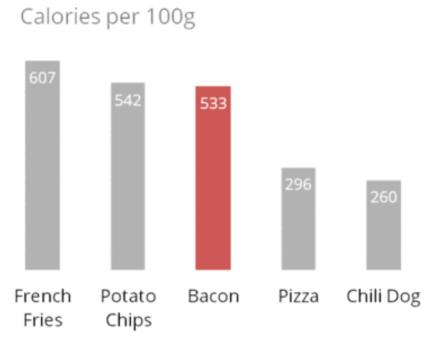 Calories per 100g
607
542
533
296
260
French Potato Bacon Pizza Chili Dog
Fries Chips